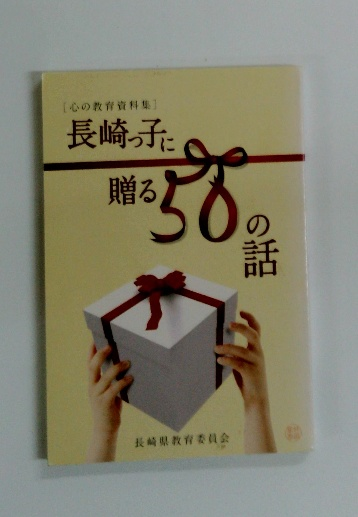 [心の教育資料集]
長崎っ子に
贈る50の話
長崎県教育委員会